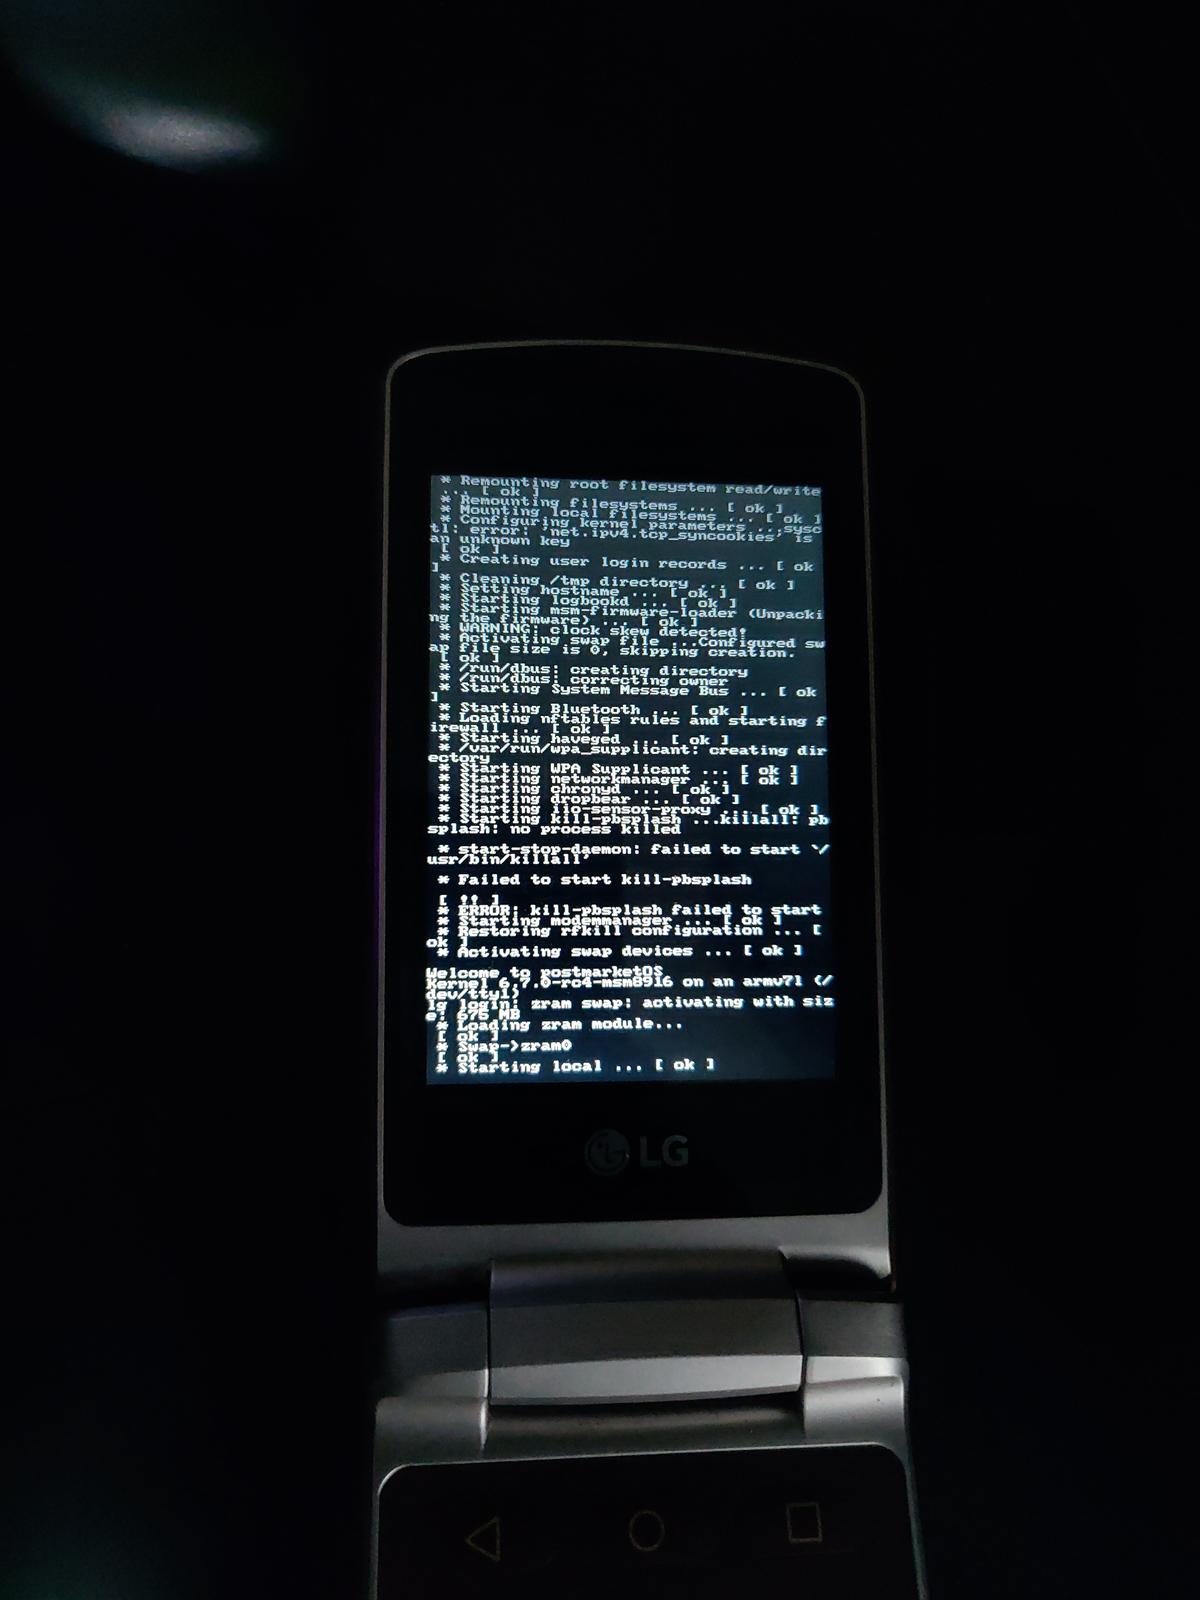 * Remounting root filesystem read/write
... [ ok ]
* Remounting filesystems ... [ ok ]
* Mounting local filesystems ... [ ok ]
* Configuring kernel parameters ...sysc
tl: error: 'net.ipv4.tcp_syncookies' is
an unknown key
[ ok ]
* Creating user login records ... [ ok
]
* Cleaning /tmp directory ... [ ok ]
* Setting hostname ... [ ok ]
* Starting logbookd ... [ ok ]
* Starting msm-firmware-loader (Unpacki
ng the firmware) ... [ ok ]
* WARNING: clock skew detected!
* Activating swap file ...Configured sw
ap file size is 0, skipping creation.
[ ok ]
* /run/dbus: creating directory
* /run/dbus: correcting owner
* Starting System Message Bus ... [ ok
]
* Starting Bluetooth ... [ ok ]
* Loading nftables rules and starting f
irewall ... [ ok ]
* Starting haveged ... [ ok ]
* /var/run/wpa_supplicant: creating dir
ectory
* Starting WPA Supplicant ... [ ok ]
* Starting networkmanager ... [ ok ]
* Starting chronyd ... [ ok ]
* Starting dropbear ... [ ok ]
* Starting iio-sensor-proxy ... [ ok ]
* Starting kill-pbsplash ...killall: pb
splash: no process killed
* start-stop-daemon: failed to start `/
usr/bin/killall'
* Failed to start kill-pbsplash
[ !! ]
* ERROR: kill-pbsplash failed to start
* Starting modemmanager ... [ ok ]
* Restoring rfkill configuration ... [
ok ]
* Activating swap devices ... [ ok ]
Welcome to postmarketOS
Kernel 6.7.0-rc4-msm8916 on an armv7l (/
dev/tty1)
lg login: zram swap: activating with siz
e: 675 MB
* Loading zram module...
[ ok ]
* Swap->zram0
[ ok ]
* Starting local ... [ ok ]
LG